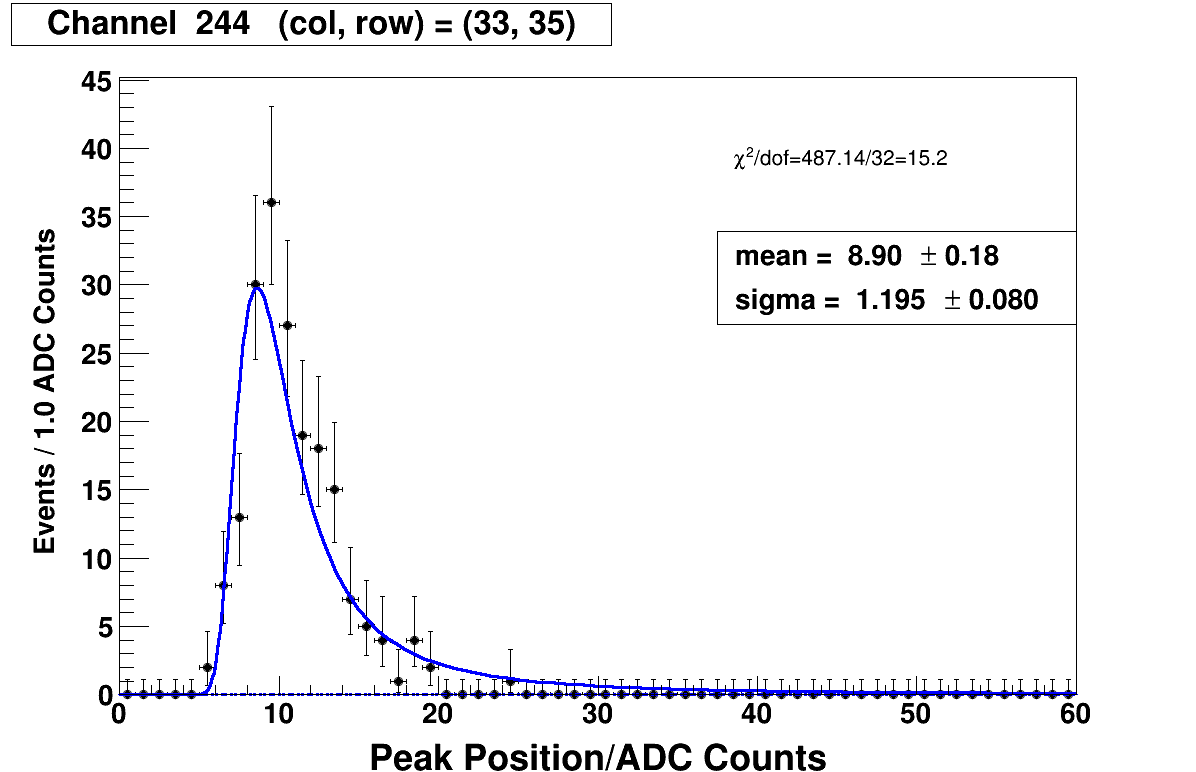 Channel 244 (col, row) = (33, 35)
45
40
35
30
25
20
15
10
5
0
Events / 1.0 ADC Counts
χ²/dof=487.14/32=15.2
mean = 8.90 ± 0.18
sigma = 1.195 ± 0.080
0 10 20 30 40 50 60
Peak Position/ADC Counts